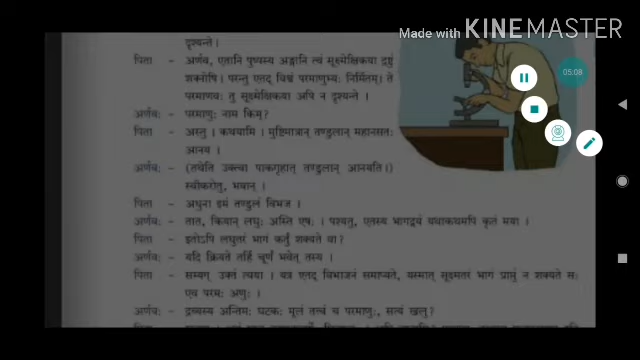 Made with KINEMASTER
दृश्यन्ते।
पिता - अर्णव, एतानि पुष्पस्य अङ्गानि त्वं सूक्ष्मेक्षिकया द्रष्टुं
शक्नोषि। परन्तु एतद् विश्वं परमाणुभ्यः निर्मितम्। ते
परमाणवः तु सूक्ष्मेक्षिकया अपि न दृश्यन्ते।
अर्णवः - परमाणुः नाम किम्?
पिता - अस्तु। कथयामि। मुष्टिमात्रान् तण्डुलान् महानसतः
आनय।
अर्णवः - (तथेति उक्त्वा पाकगृहात् तण्डुलान् आनयति।)
स्वीकरोतु, भवान्।
पिता - अधुना इमं तण्डुलं विभज।
अर्णवः - तात, कियान् लघुः अस्ति एषः। पश्यतु, एतस्य भागद्वयं यथाकथमपि कृतं मया।
पिता - इतोऽपि लघुतरं भागं कर्तुं शक्यते वा?
अर्णवः - यदि क्रियते तर्हि चूर्णं भवेत् तस्य।
पिता - सम्यग् उक्तं त्वया। यत्र एतद् विभाजनं समाप्यते, यस्मात् सूक्ष्मतरः भागः प्राप्तुं न शक्यते सः
एव परमः अणुः।
अर्णवः - द्रव्यस्य अन्तिमः घटकः मूलं तत्त्वं च परमाणुः, सत्यं खलु?
05:08